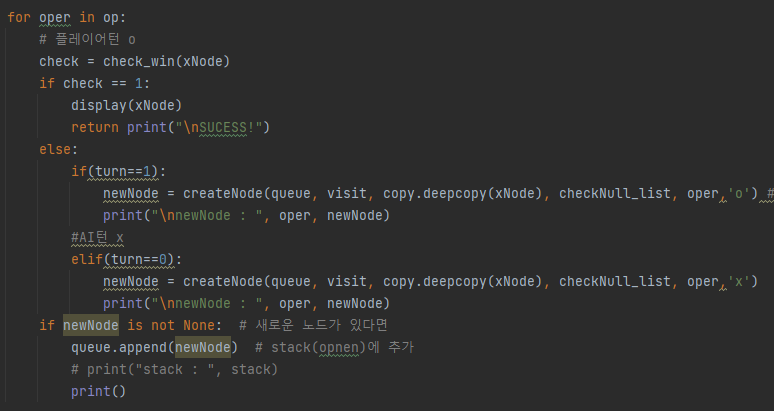 for oper in op:
# 플레이어턴 o
check = check_win(xNode)
if check == 1:
display(xNode)
return print("\nSUCESS!")
else:
if(turn==1):
newNode = createNode(queue, visit, copy.deepcopy(xNode), checkNull_list, oper,'o') #
print("\nnewNode : ", oper, newNode)
#AI턴 x
elif(turn==0):
newNode = createNode(queue, visit, copy.deepcopy(xNode), checkNull_list, oper,'x')
print("\nnewNode : ", oper, newNode)
if newNode is not None:  # 새로운 노드가 있다면
queue.append(newNode)  # stack(opnen)에 추가
# print("stack : ", stack)
print()